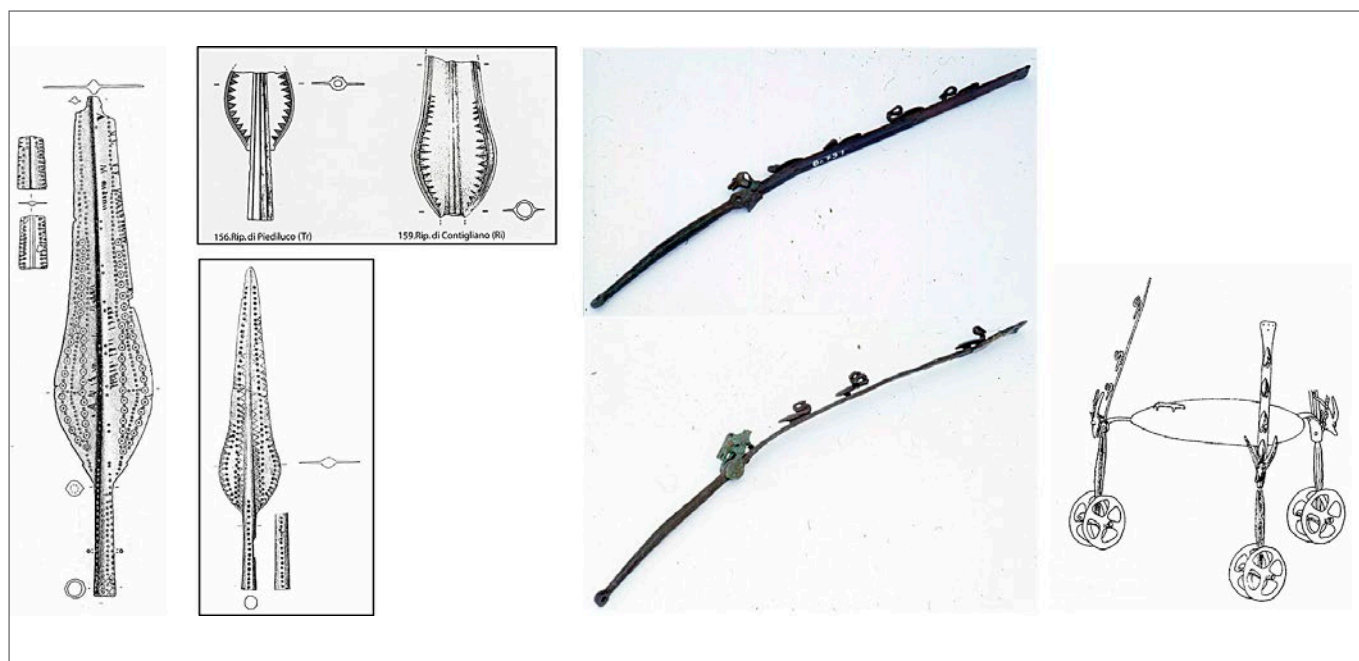 156.Rip. di Piediluco (Tr)
159.Rip. di Contigliano (Ri)